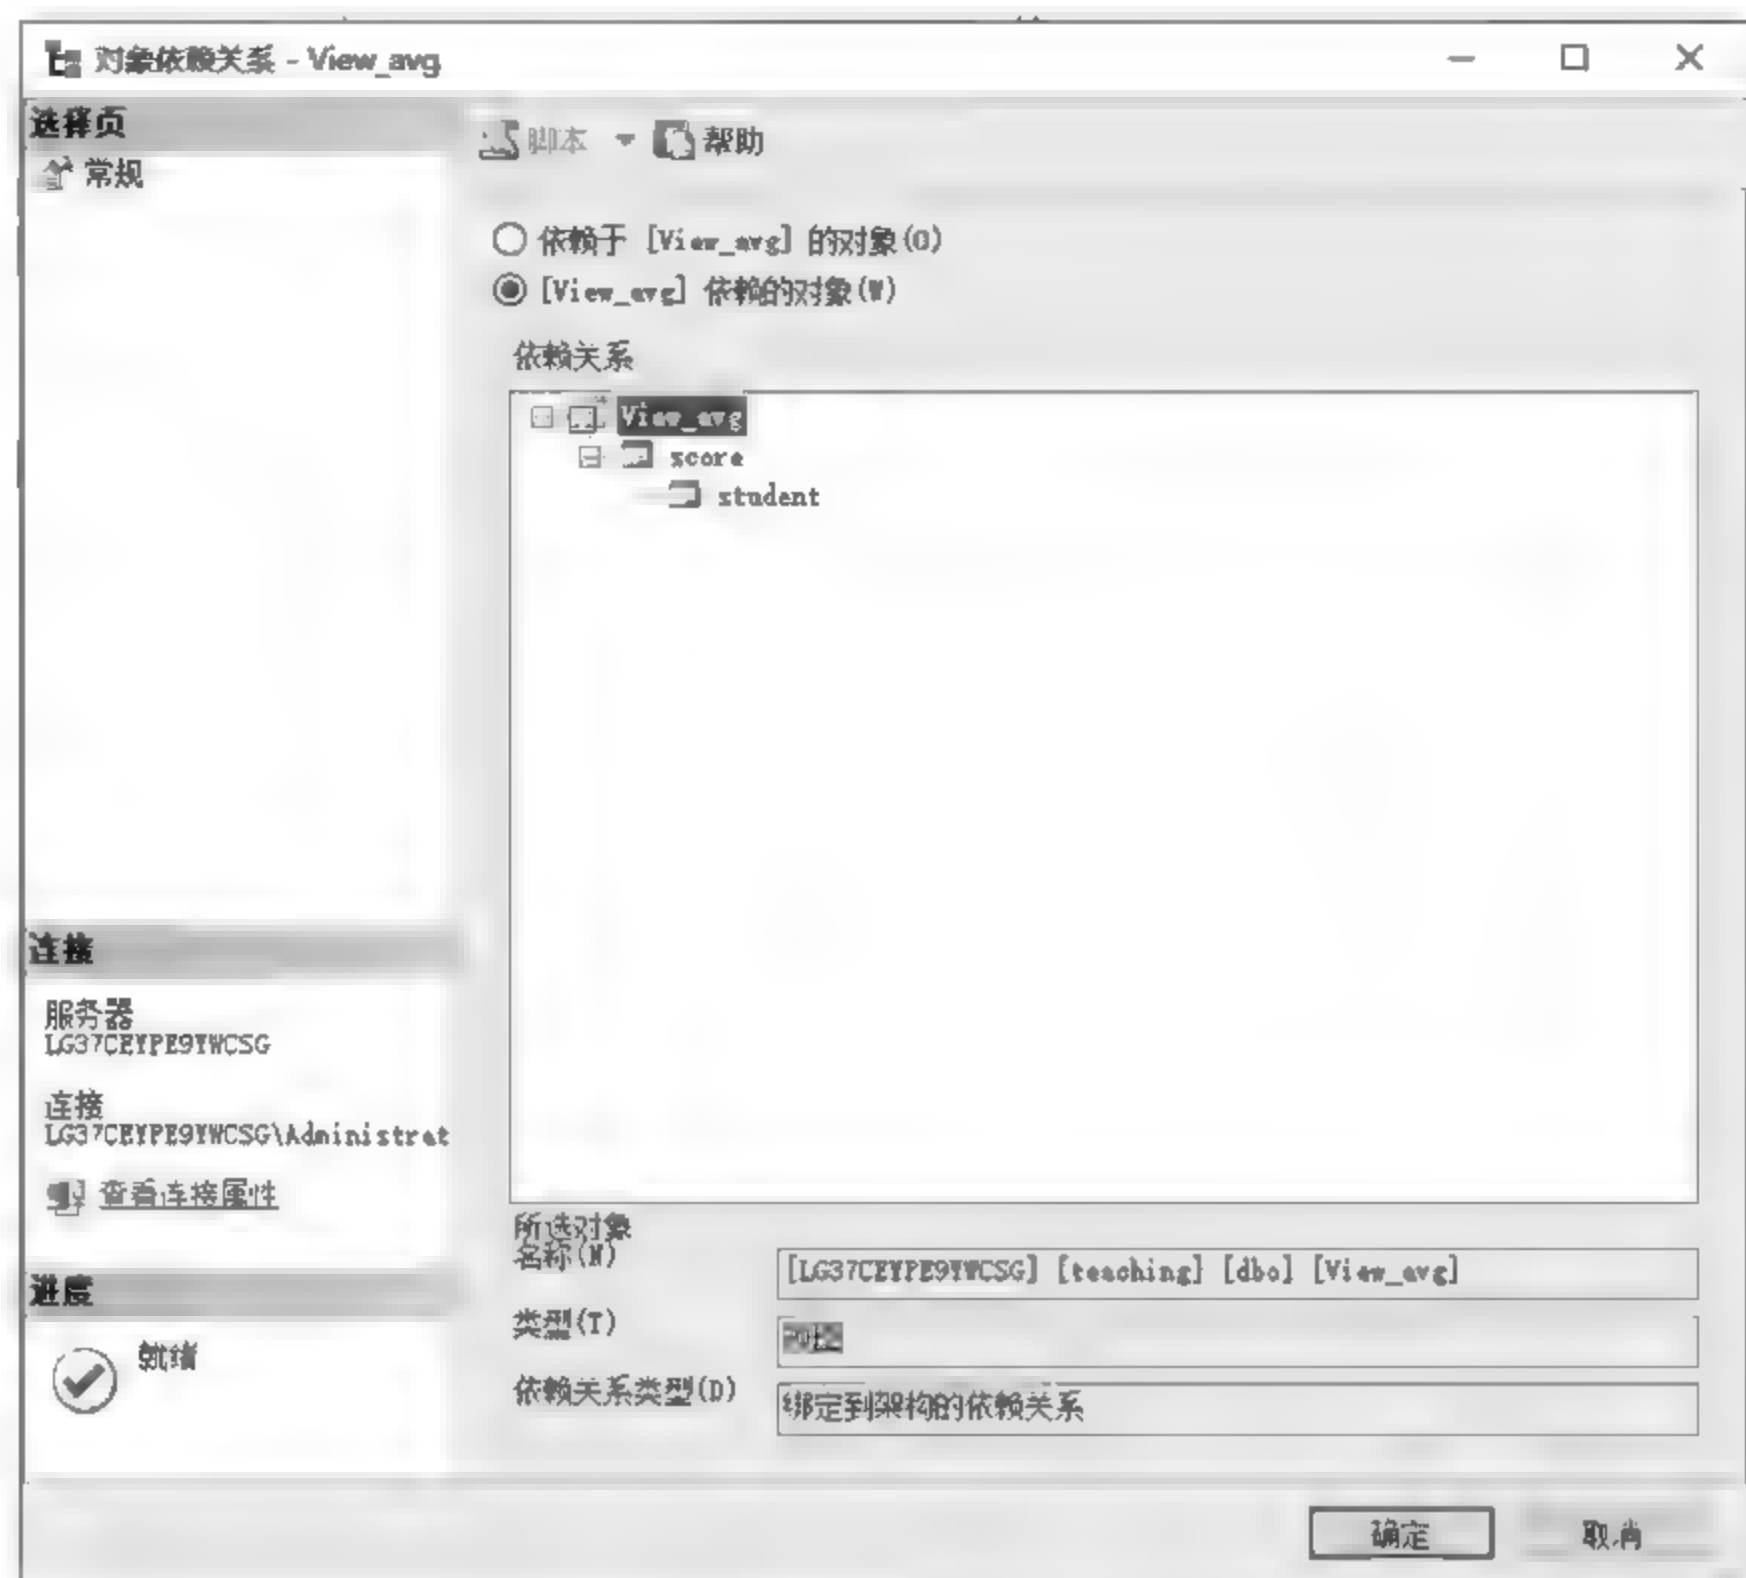 对象依赖关系 - View_avg
选择页
常规
脚本 帮助
依赖于 [View_avg] 的对象(O)
[View_avg] 依赖的对象(W)
依赖关系
View_avg
score
student
连接
服务器
LG37CEYPE9YWCSG
连接
LG37CEYPE9YWCSG\Administrat
查看连接属性
进度
就绪
所选对象
名称(N)
[LG37CEYPE9YWCSG] [teaching] [dbo] [View_avg]
类型(T)
依赖关系类型(D)
绑定到架构的依赖关系
确定 取消